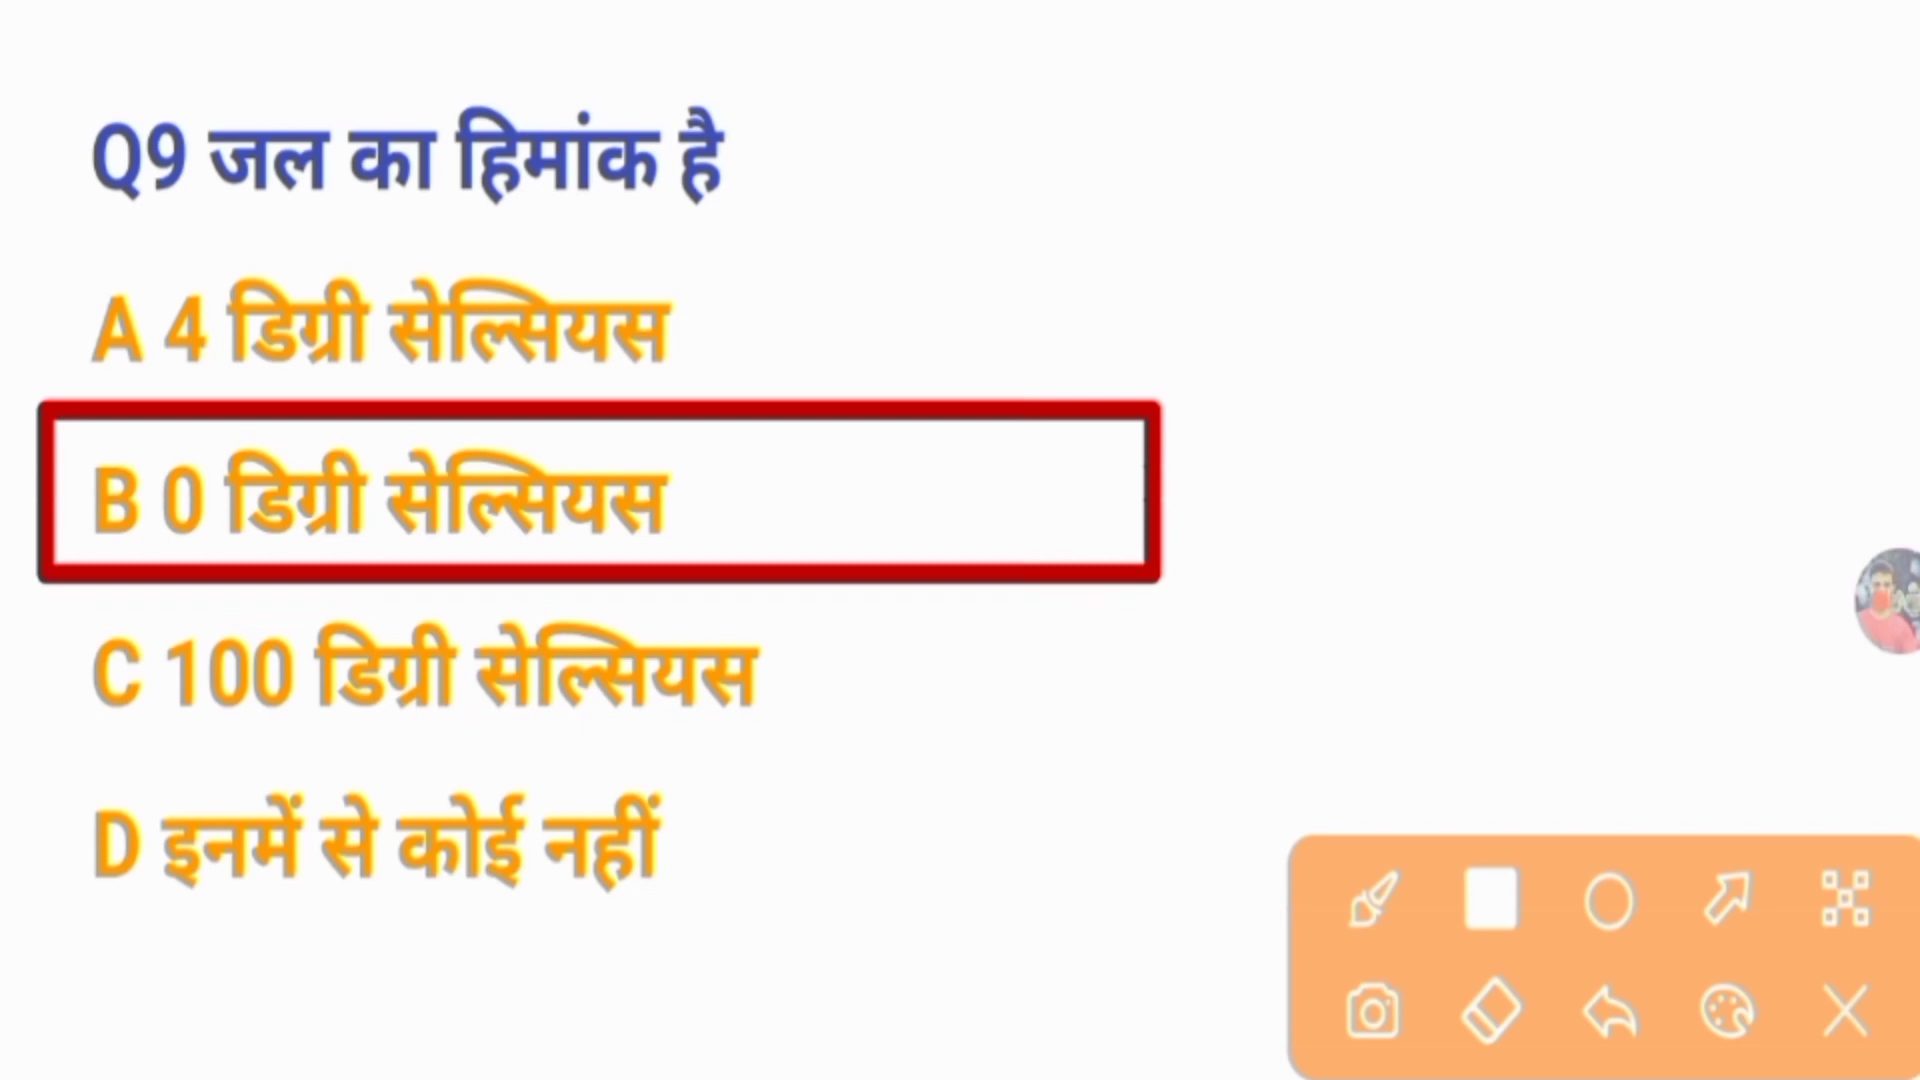 Q9 जल का हिमांक है
A 4 डिग्री सेल्सियस
B 0 डिग्री सेल्सियस
C 100 डिग्री सेल्सियस
D इनमें से कोई नहीं